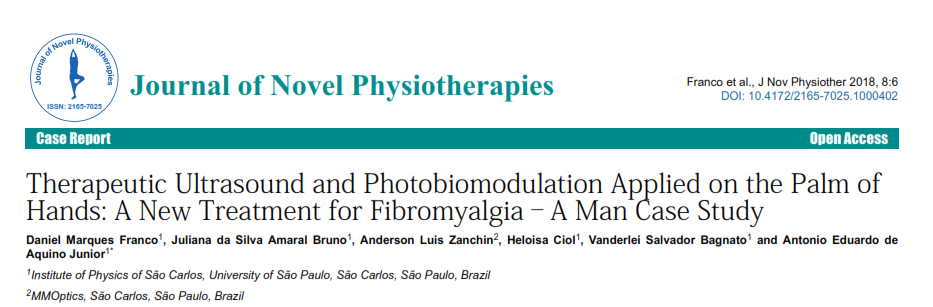 Journal of Novel Physiotherapies
ISSN: 2165-7025
Journal of Novel Physiotherapies
Franco et al., J Nov Physiother 2018, 8:6
DOI: 10.4172/2165-7025.1000402
Case Report
Open Access
Therapeutic Ultrasound and Photobiomodulation Applied on the Palm of
Hands: A New Treatment for Fibromyalgia – A Man Case Study
Daniel Marques Franco¹, Juliana da Silva Amaral Bruno¹, Anderson Luis Zanchin², Heloisa Ciol¹, Vanderlei Salvador Bagnato¹ and Antonio Eduardo de
Aquino Junior¹*
¹Institute of Physics of São Carlos, University of São Paulo, São Carlos, São Paulo, Brazil
²MMOptics, São Carlos, São Paulo, Brazil